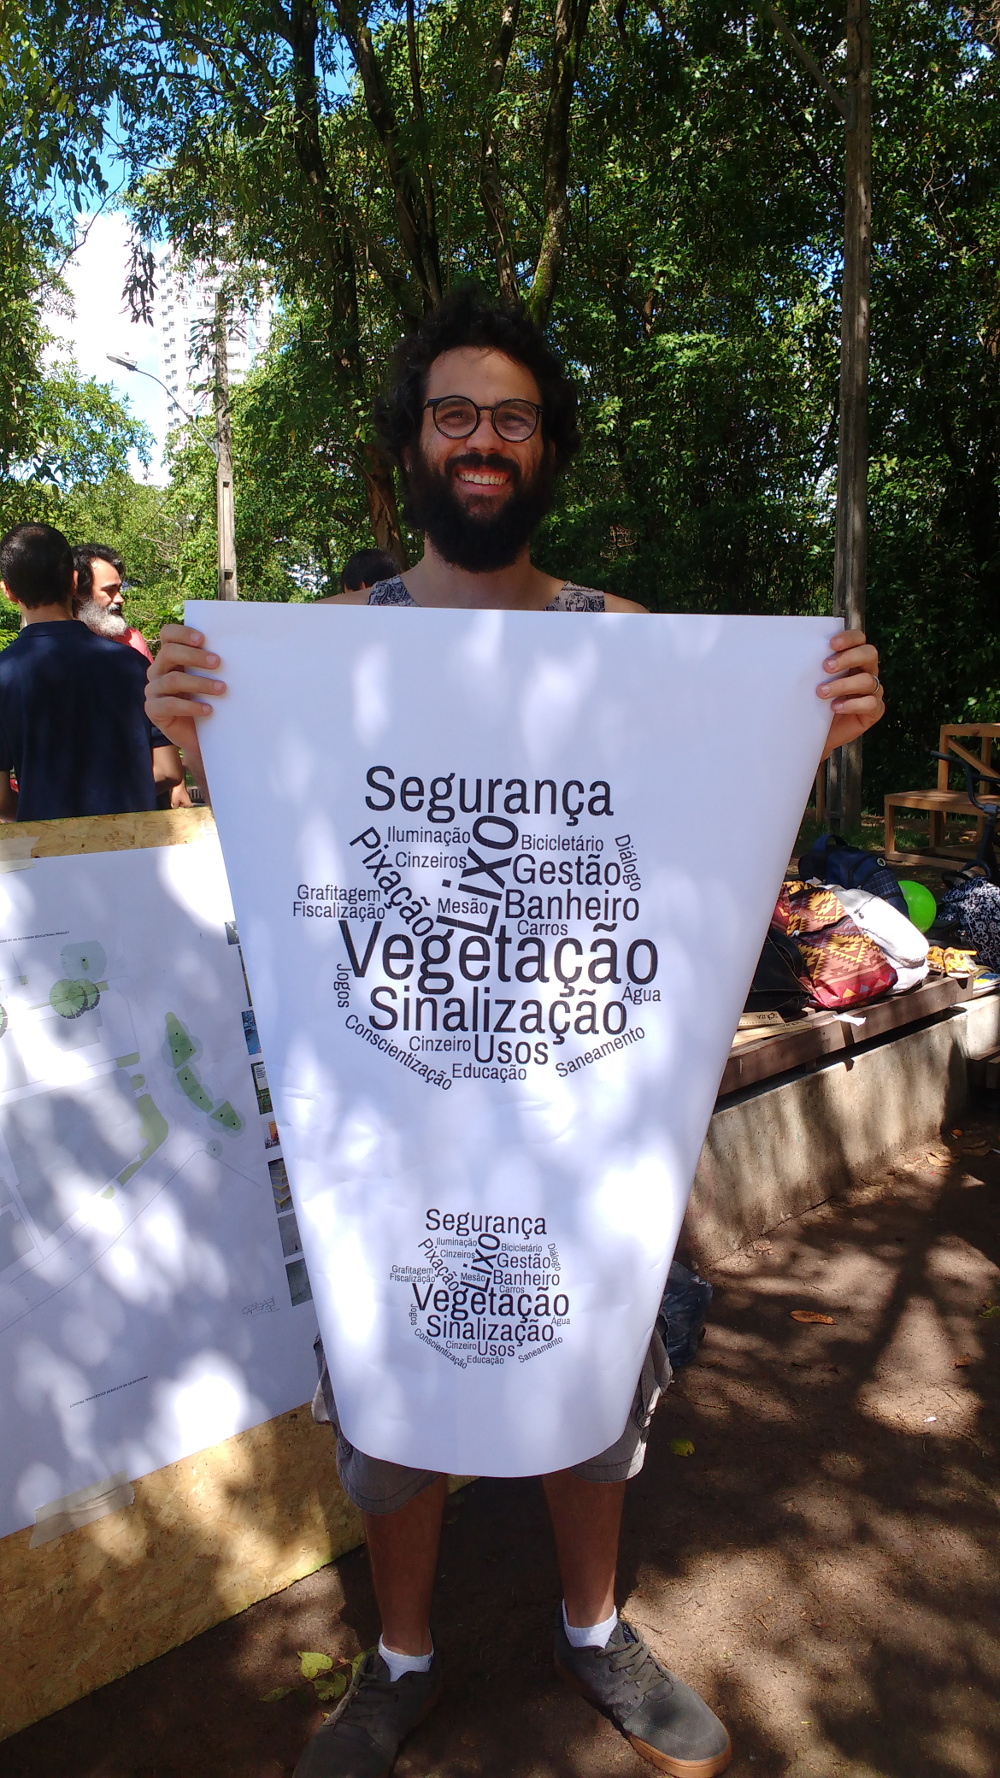 Segurança
Iluminação
Bicicletário
Diálogo
Pixação
Cinzeiros
Lixo
Gestão
Grafitagem
Mesão
Banheiro
Fiscalização
Carros
Vegetação
Jogos
Água
Sinalização
Conscientização
Cinzeiro
Usos
Saneamento
Educação
Segurança
Iluminação
Bicicletário
Diálogo
Pixação
Cinzeiros
Lixo
Gestão
Grafitagem
Mesão
Banheiro
Fiscalização
Carros
Vegetação
Jogos
Água
Sinalização
Conscientização
Cinzeiro
Usos
Saneamento
Educação